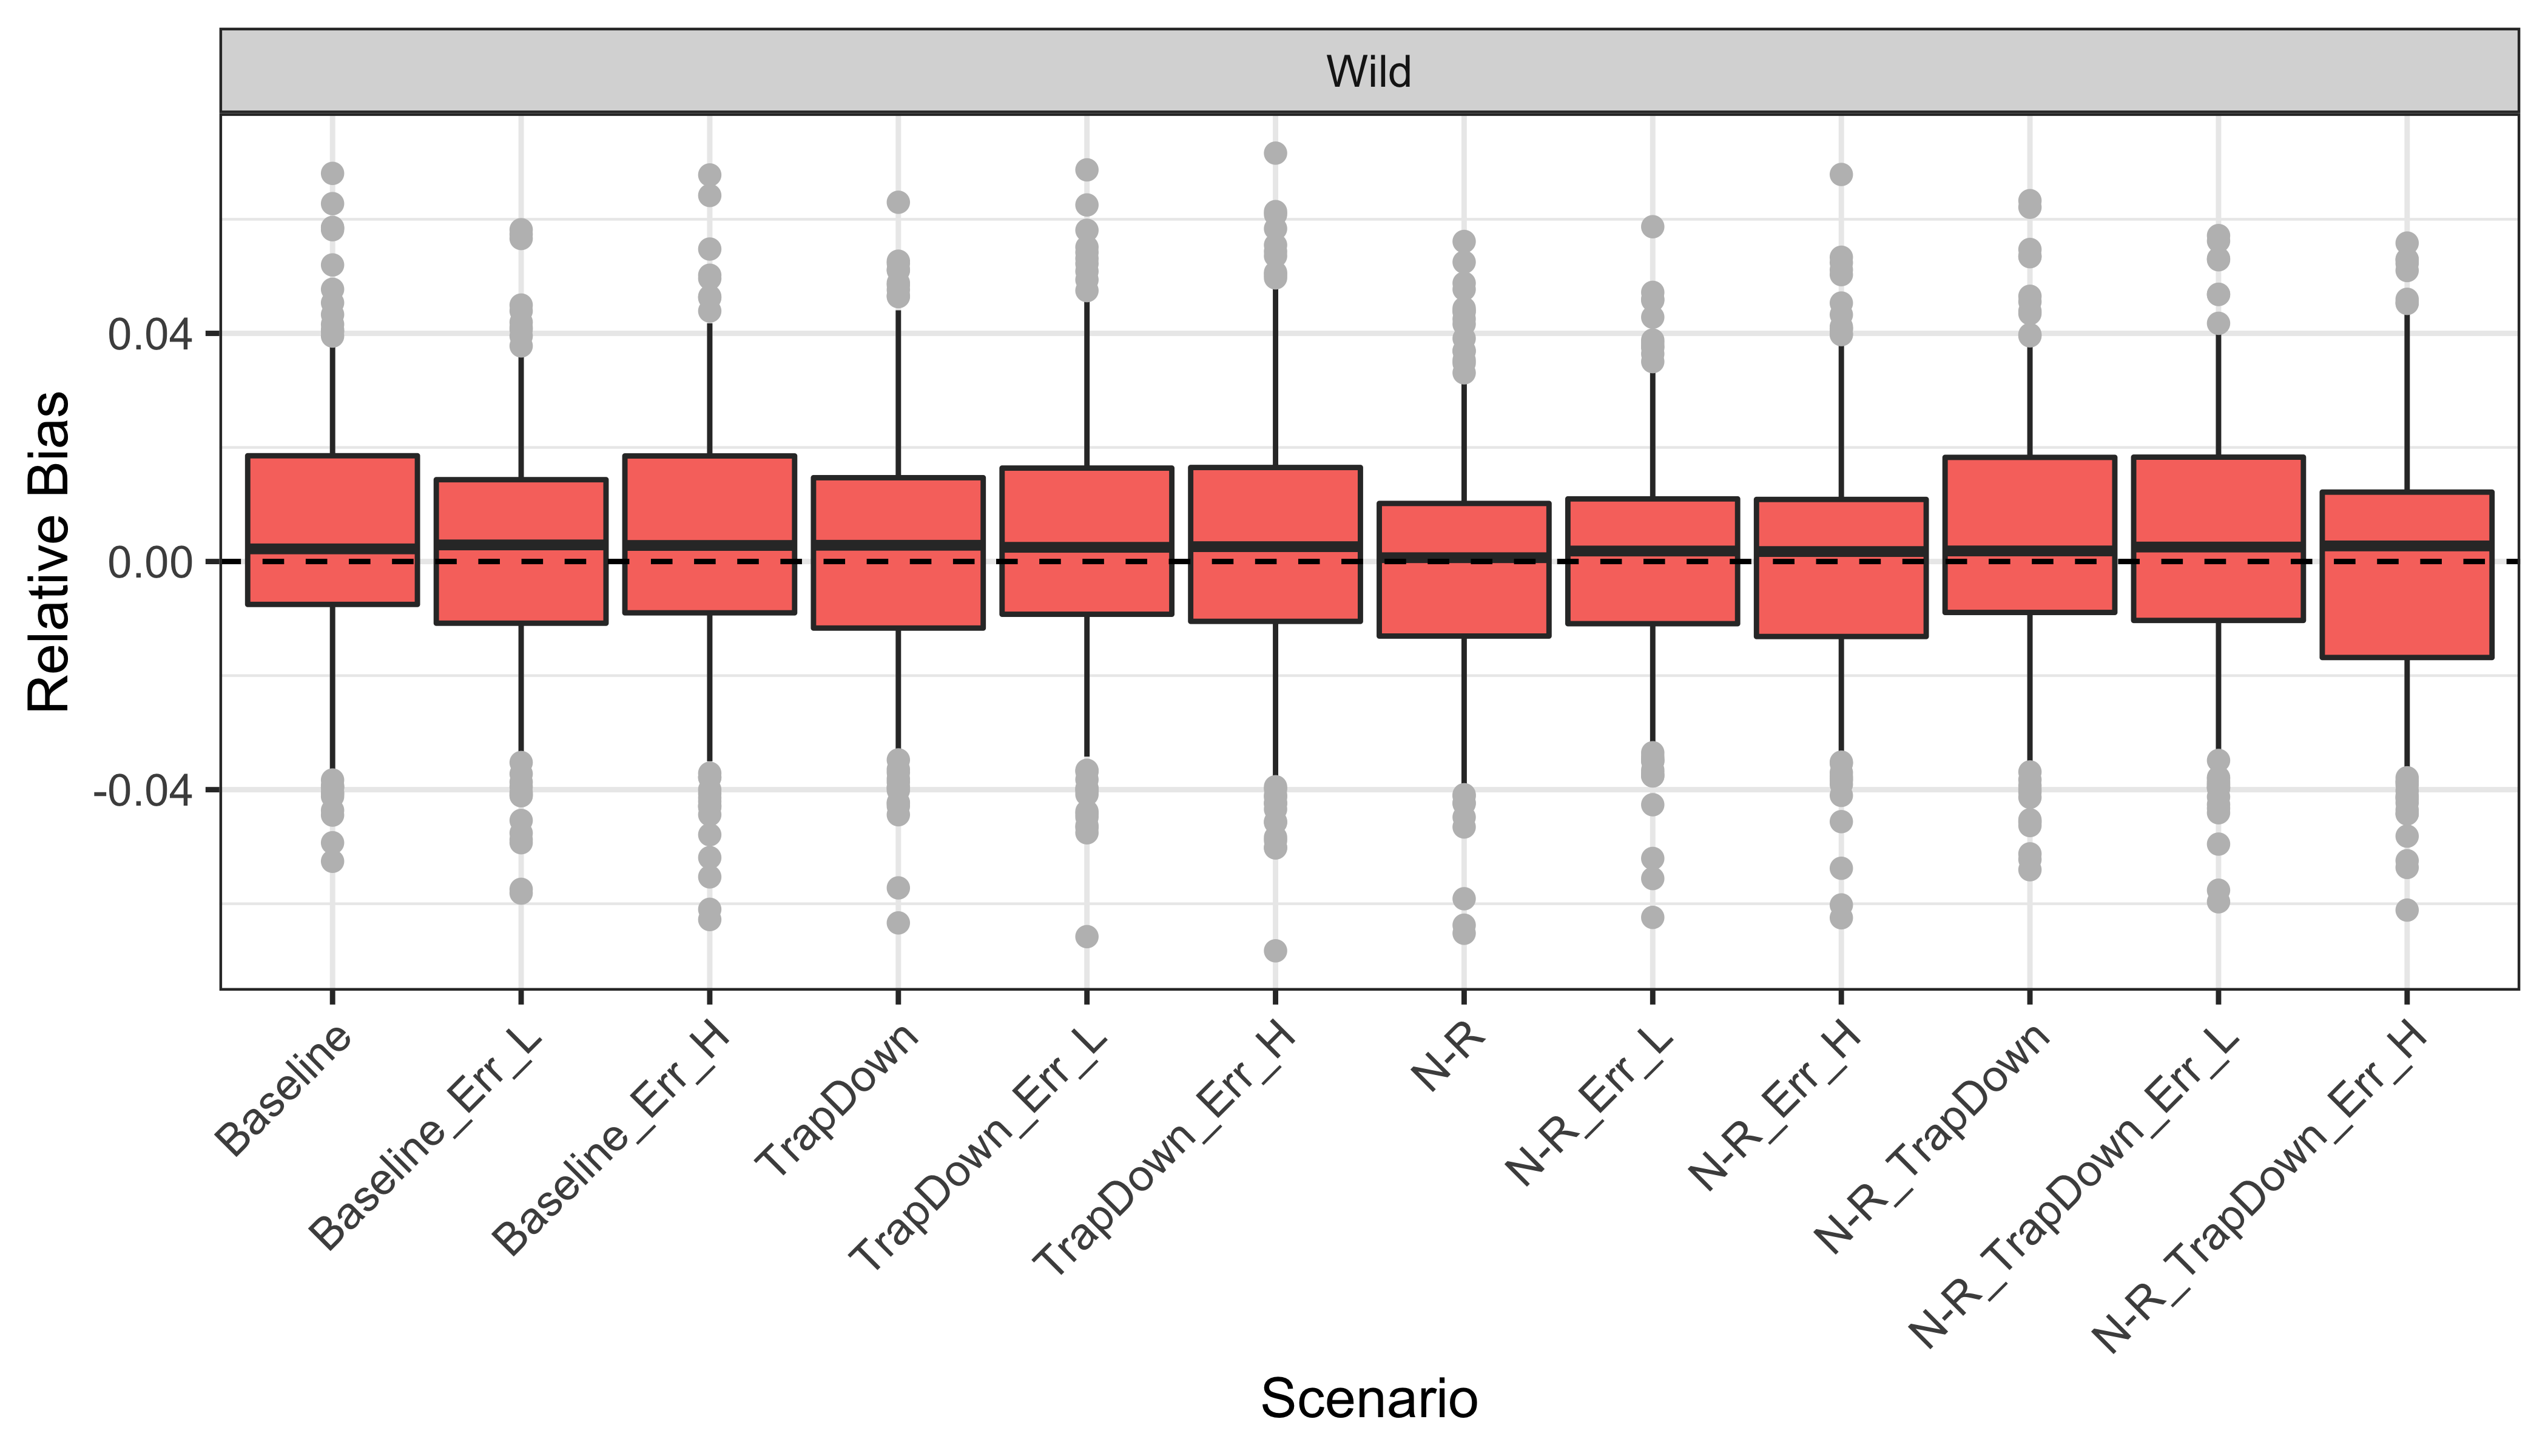 Wild
Relative Bias
0.04
0.00
-0.04
Baseline
Baseline_Err_L
Baseline_Err_H
TrapDown
TrapDown_Err_L
TrapDown_Err_H
N-R
N-R_Err_L
N-R_Err_H
N-R_TrapDown
N-R_TrapDown_Err_L
N-R_TrapDown_Err_H
Scenario